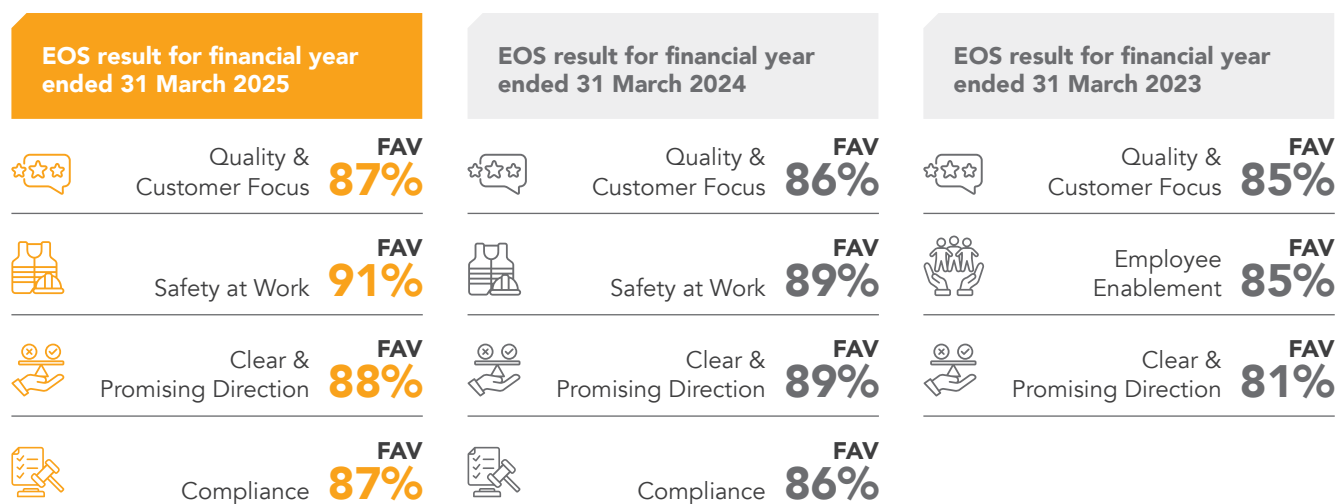 EOS result for financial year
ended 31 March 2025
Quality &
Customer Focus
FAV
87%
Safety at Work
FAV
91%
Clear &
Promising Direction
FAV
88%
Compliance
FAV
87%
EOS result for financial year
ended 31 March 2024
Quality &
Customer Focus
FAV
86%
Safety at Work
FAV
89%
Clear &
Promising Direction
FAV
89%
Compliance
FAV
86%
EOS result for financial year
ended 31 March 2023
Quality &
Customer Focus
FAV
85%
Employee
Enablement
FAV
85%
Clear &
Promising Direction
FAV
81%